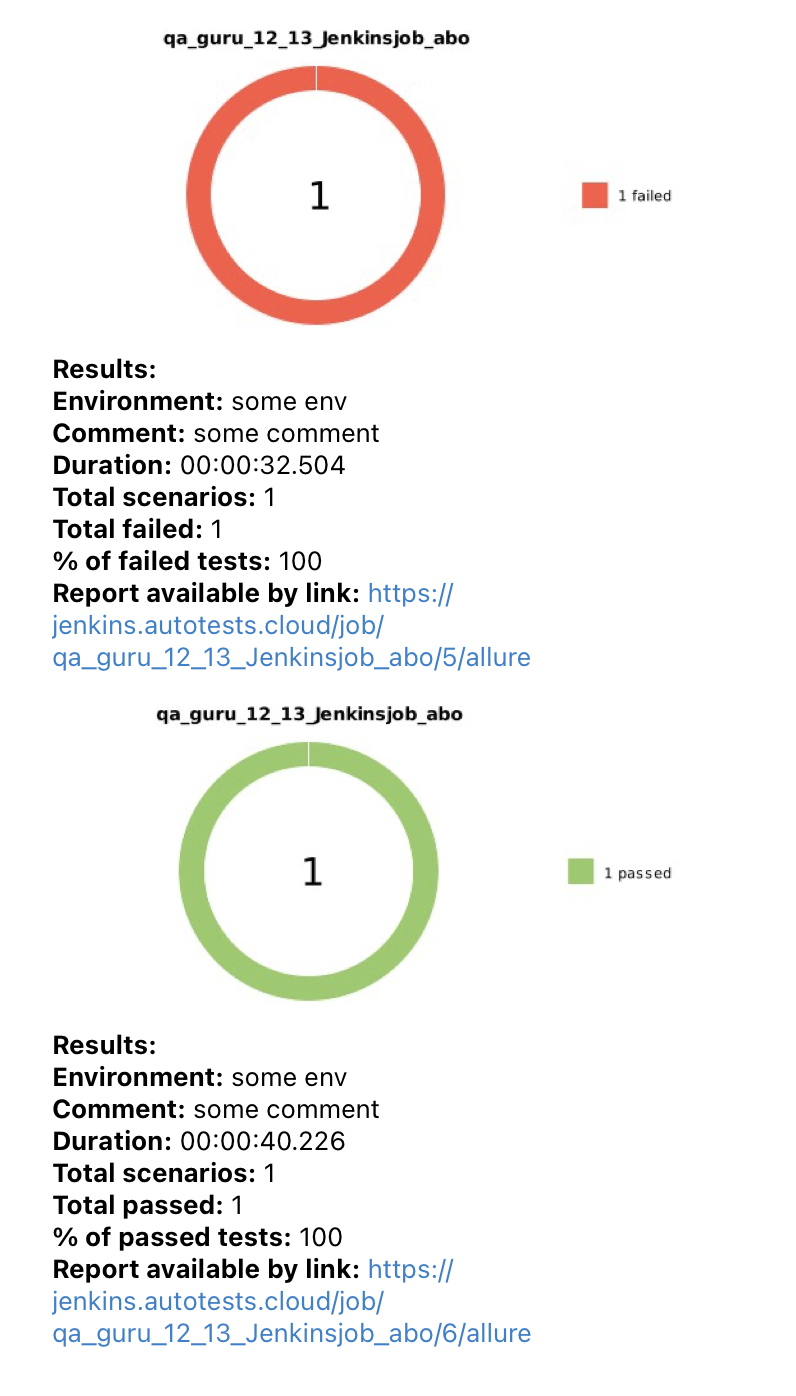 qa_guru_12_13_Jenkinsjob_abo
1
1 failed
Results:
Environment: some env
Comment: some comment
Duration: 00:00:32.504
Total scenarios: 1
Total failed: 1
% of failed tests: 100
Report available by link: https://
jenkins.autotests.cloud/job/
qa_guru_12_13_Jenkinsjob_abo/5/allure
qa_guru_12_13_Jenkinsjob_abo
1
1 passed
Results:
Environment: some env
Comment: some comment
Duration: 00:00:40.226
Total scenarios: 1
Total passed: 1
% of passed tests: 100
Report available by link: https://
jenkins.autotests.cloud/job/
qa_guru_12_13_Jenkinsjob_abo/6/allure